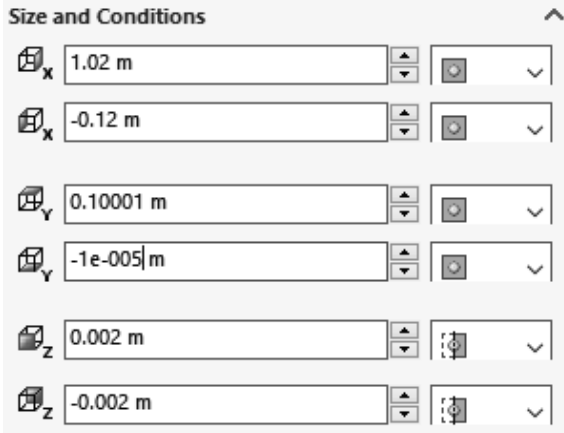 Size and Conditions
X 1.02 m
X -0.12 m
Y 0.10001 m
Y -1e-005 m
Z 0.002 m
Z -0.002 m